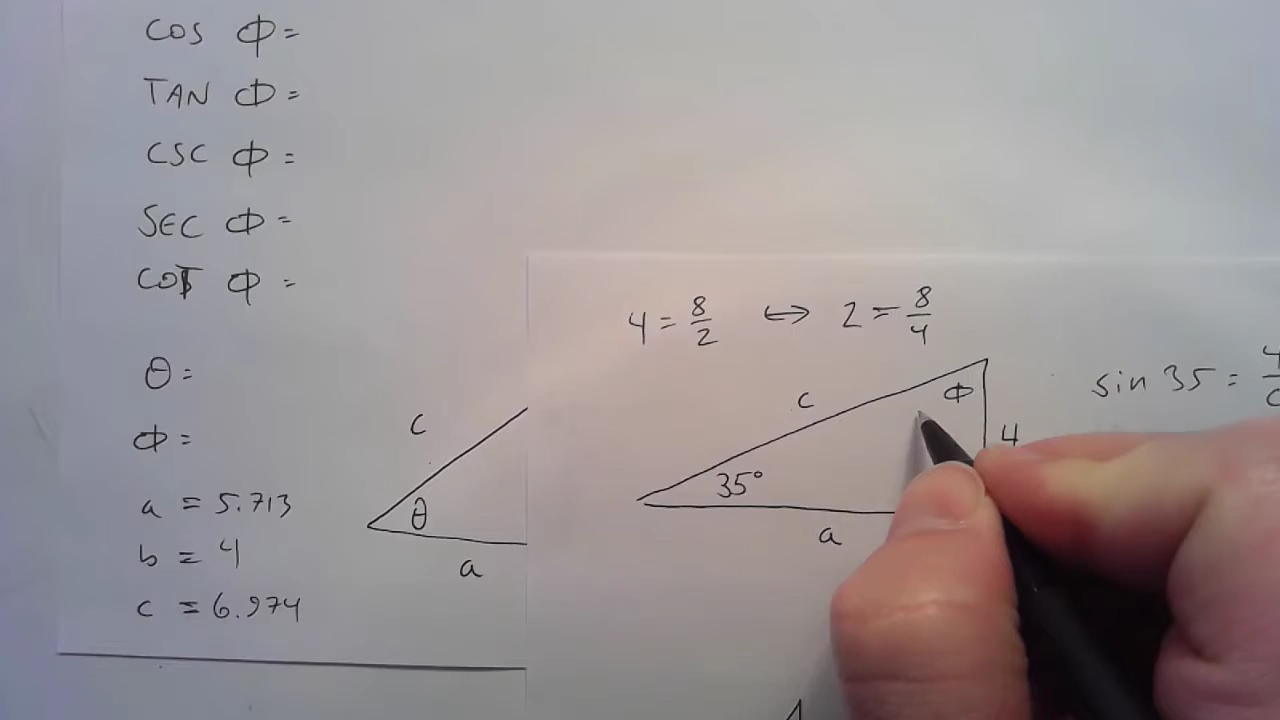 COS Φ =
TAN Φ =
CSC Φ =
SEC Φ =
COT Φ =
θ =
Φ =
a = 5.713
b = 4
c = 6.974
c
θ
a
4 = 8/2 ↔ 2 = 8/4
c
Φ
35°
4
a
sin 35 = 4/c